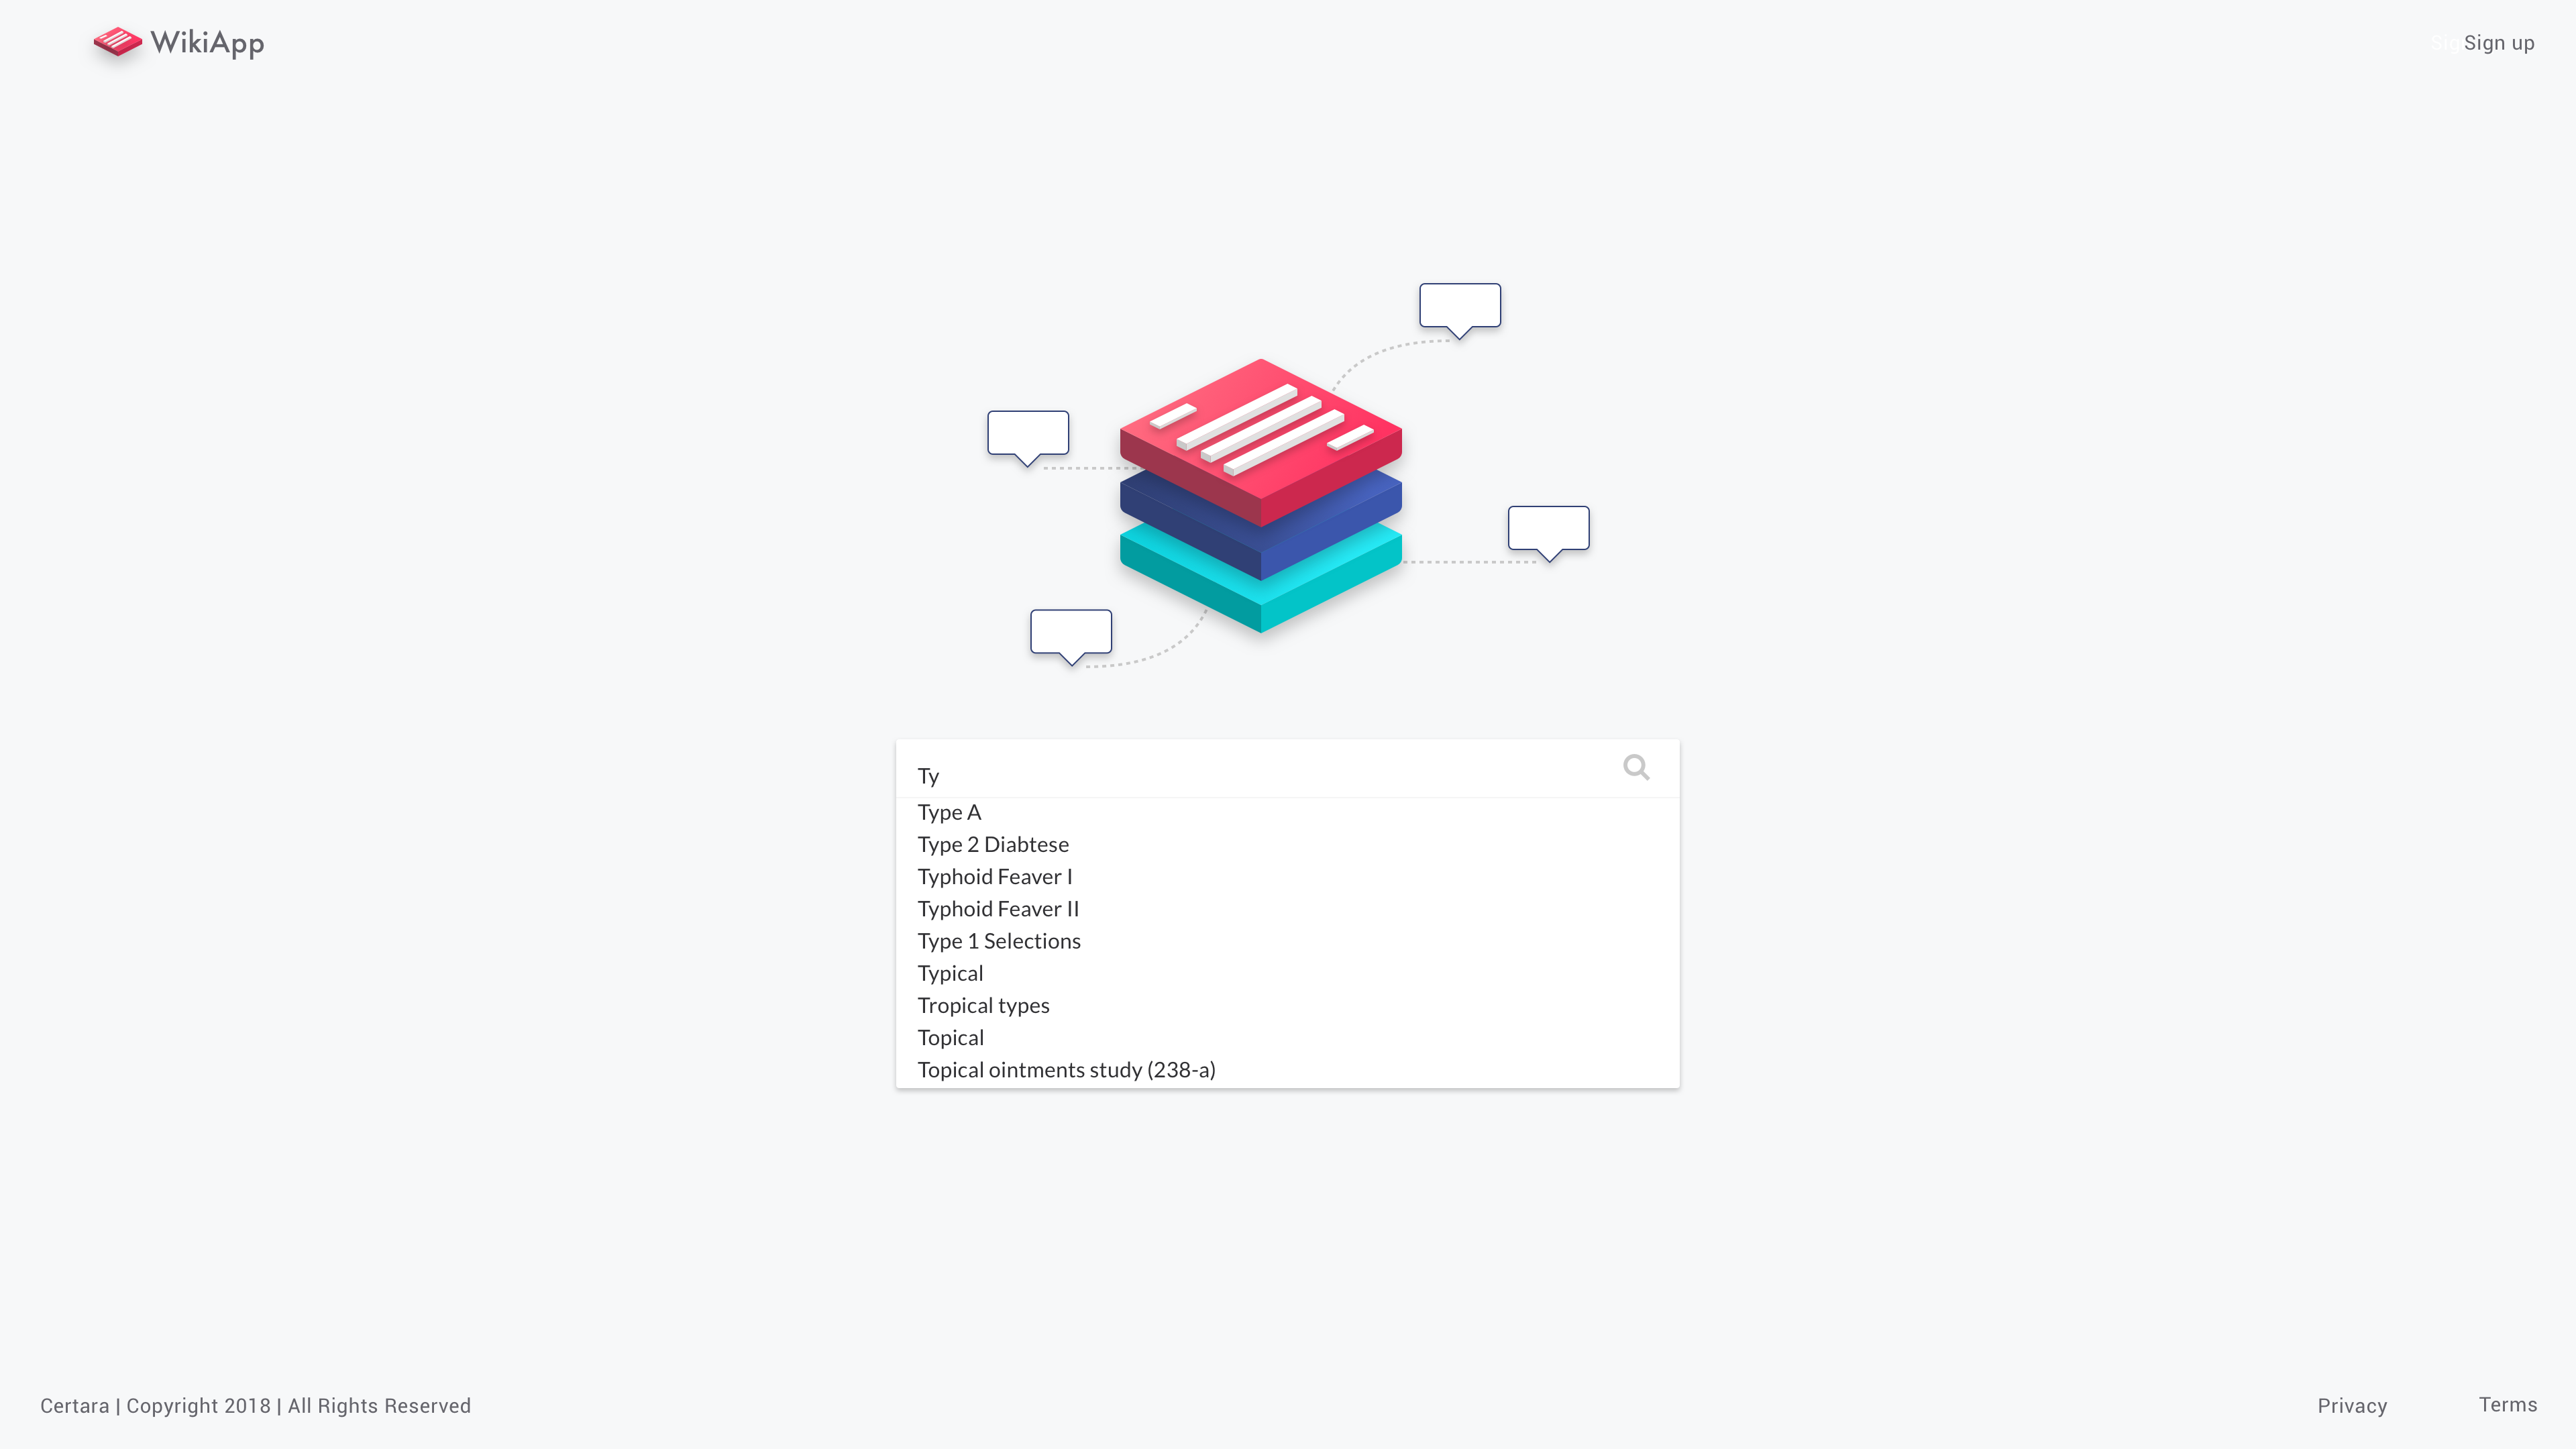 WikiApp
Sign up
Ty
Type A
Type 2 Diabtese
Typhoid Feaver I
Typhoid Feaver II
Type 1 Selections
Typical
Tropical types
Topical
Topical ointments study (238-a)
Certara | Copyright 2018 | All Rights Reserved
Privacy
Terms